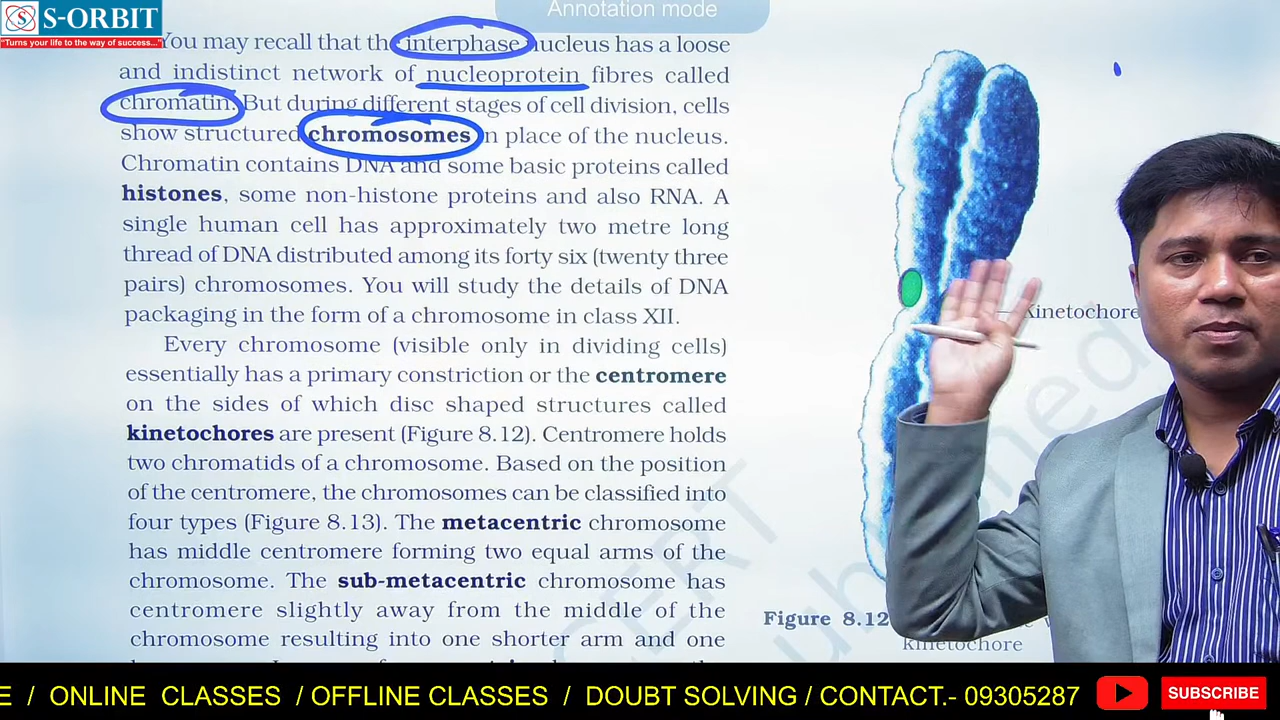 Annotation mode
S-ORBIT
"Turns your life to the way of success..."
You may recall that the interphase nucleus has a loose
and indistinct network of nucleoprotein fibres called
chromatin. But during different stages of cell division, cells
show structured chromosomes in place of the nucleus.
Chromatin contains DNA and some basic proteins called
histones, some non-histone proteins and also RNA. A
single human cell has approximately two metre long
thread of DNA distributed among its forty six (twenty three
pairs) chromosomes. You will study the details of DNA
packaging in the form of a chromosome in class XII.
Every chromosome (visible only in dividing cells)
essentially has a primary constriction or the centromere
on the sides of which disc shaped structures called
kinetochores are present (Figure 8.12). Centromere holds
two chromatids of a chromosome. Based on the position
of the centromere, the chromosomes can be classified into
four types (Figure 8.13). The metacentric chromosome
has middle centromere forming two equal arms of the
chromosome. The sub-metacentric chromosome has
centromere slightly away from the middle of the
chromosome resulting into one shorter arm and one
Kinetochore
Figure 8.12
kinetochore
E / ONLINE CLASSES / OFFLINE CLASSES / DOUBT SOLVING / CONTACT.- 09305287
SUBSCRIBE